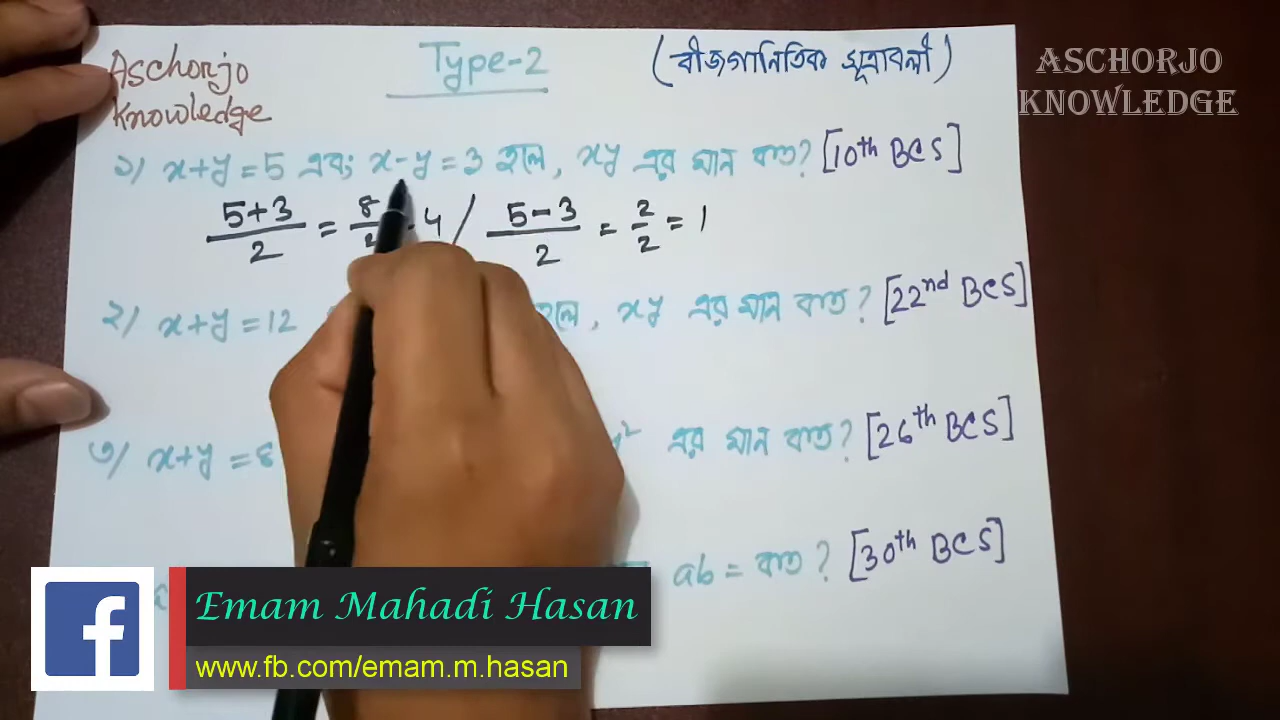 Aschorjo Knowledge
Type-2
(বীজগানিতিক সূত্রাবলী)
ASCHORJO KNOWLEDGE
১) x+y=5 এবং x-y=3 হলে, xy এর মান কত? [10th BCS]
5+3/2 = 8/ 4 / 5-3/2 = 2/2 = 1
২) x+y=12 হলে, xy এর মান কত? [22nd BCS]
৩) x+y=8 এর মান কত? [26th BCS]
ab = কত? [30th BCS]
f
Emam Mahadi Hasan
www.fb.com/emam.m.hasan